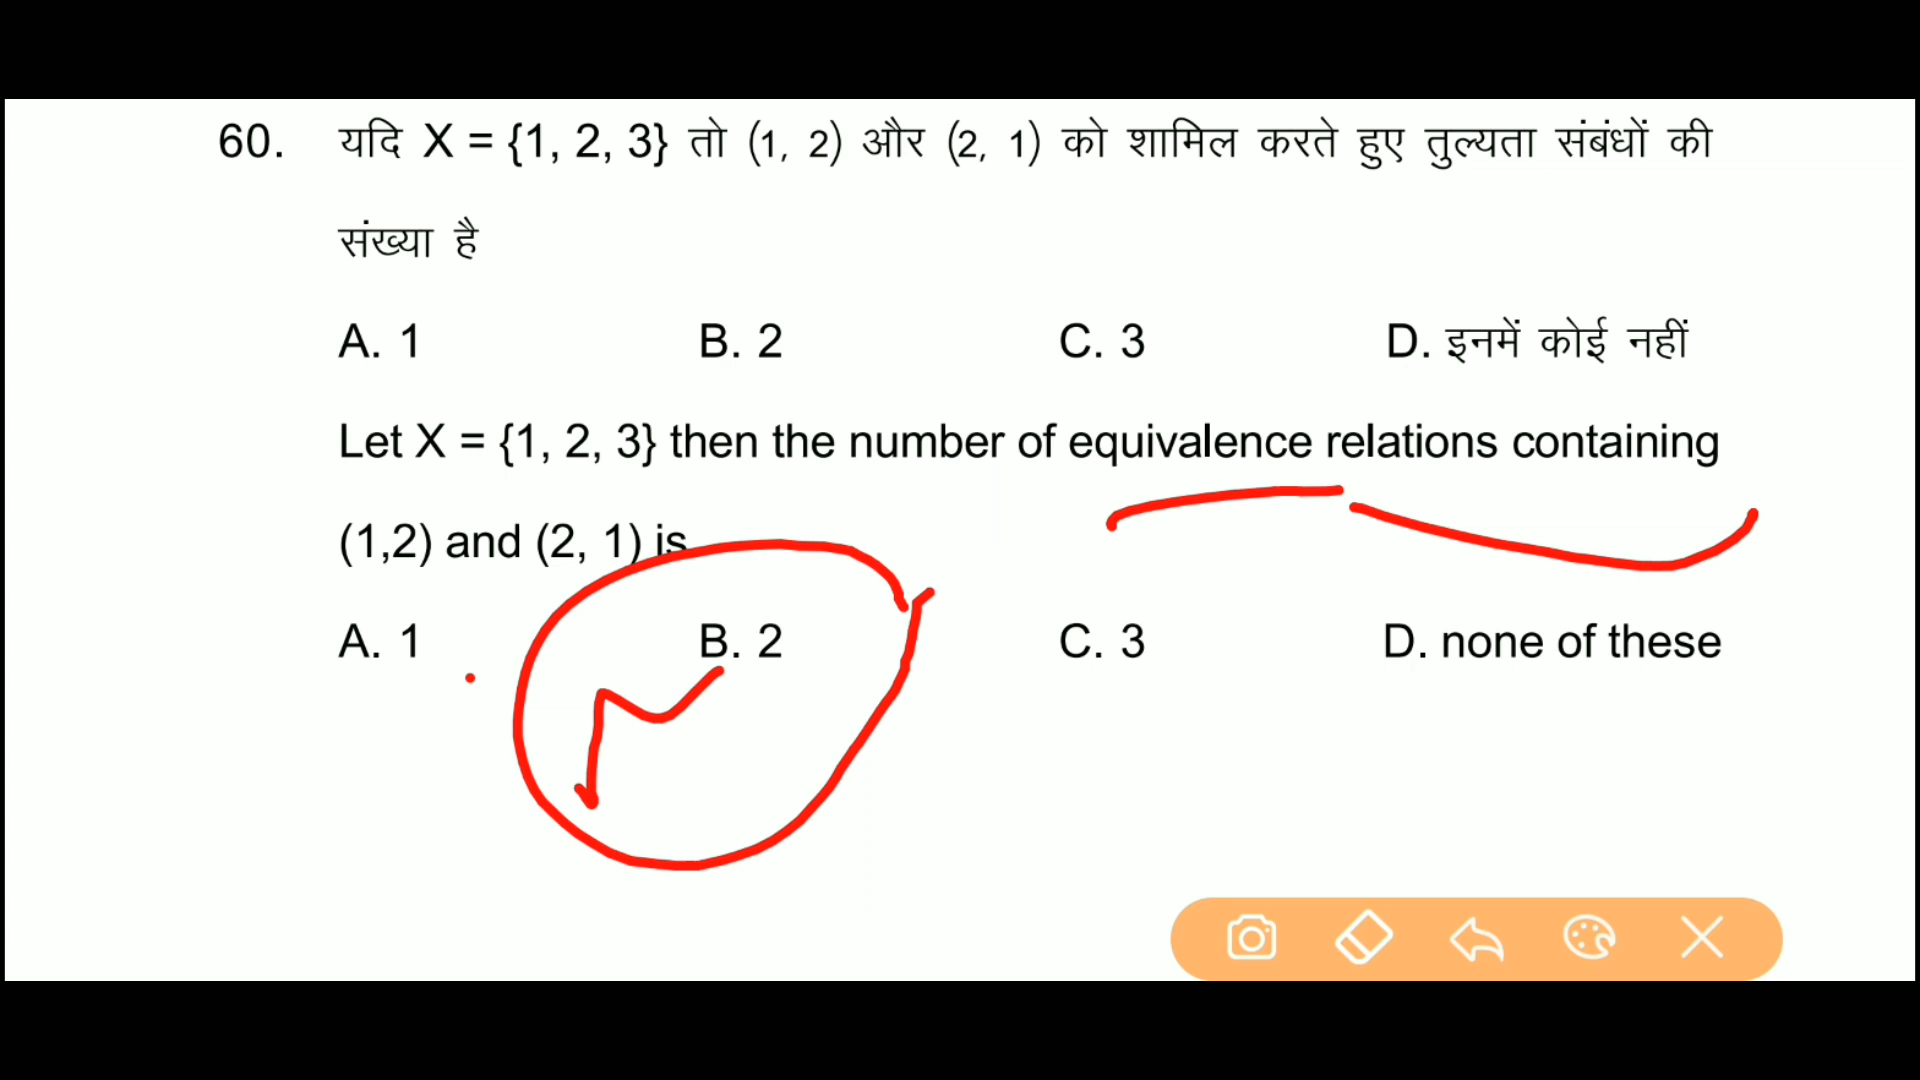 60. यदि X = {1, 2, 3} तो (1, 2) और (2, 1) को शामिल करते हुए तुल्यता संबंधों की
संख्या है
A. 1 B. 2 C. 3 D. इनमें कोई नहीं
Let X = {1, 2, 3} then the number of equivalence relations containing
(1,2) and (2, 1) is
A. 1 B. 2 C. 3 D. none of these